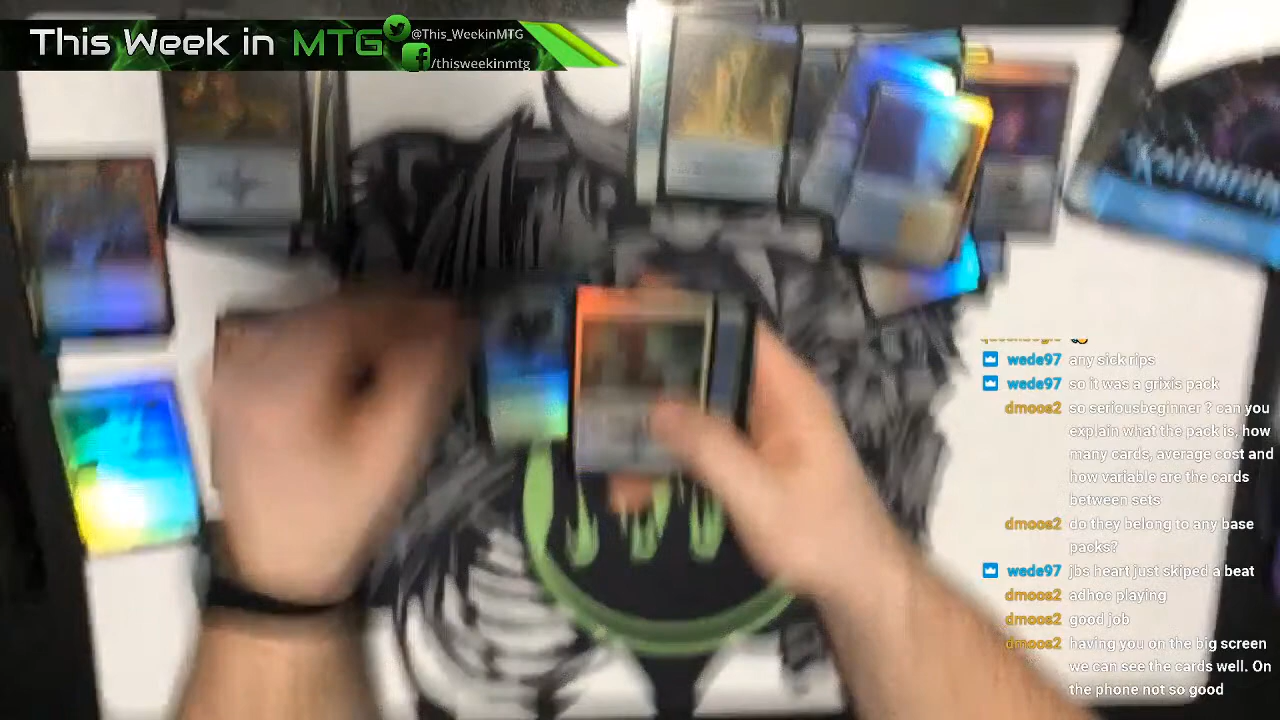 This Week in MTG
@This_WeekinMTG
/thisweekinmtg
wede97 any sick rips
wede97 so it was a grixis pack
dmoos2 so seriousbeginner ? can you
explain what the pack is, how
many cards, average cost and
how variable are the cards
between sets
dmoos2 do they belong to any base
packs?
wede97 jbs heart just skiped a beat
dmoos2 adhoc playing
dmoos2 good job
dmoos2 having you on the big screen
we can see the cards well. On
the phone not so good